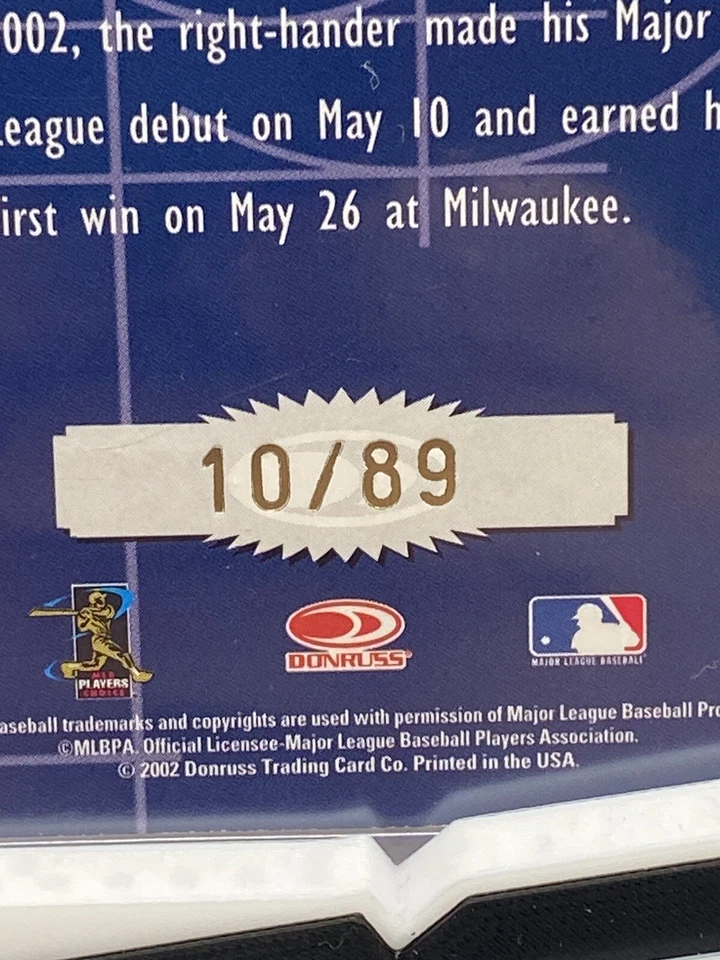 002, the right-hander made his Major
League debut on May 10 and earned h
irst win on May 26 at Milwaukee.
10/89
MLB
PLAYERS
CHOICE
DONRUSS
MAJOR LEAGUE BASEBALL
aseball trademarks and copyrights are used with permission of Major League Baseball Pro
©MLBPA. Official Licensee-Major League Baseball Players Association.
© 2002 Donruss Trading Card Co. Printed in the USA.